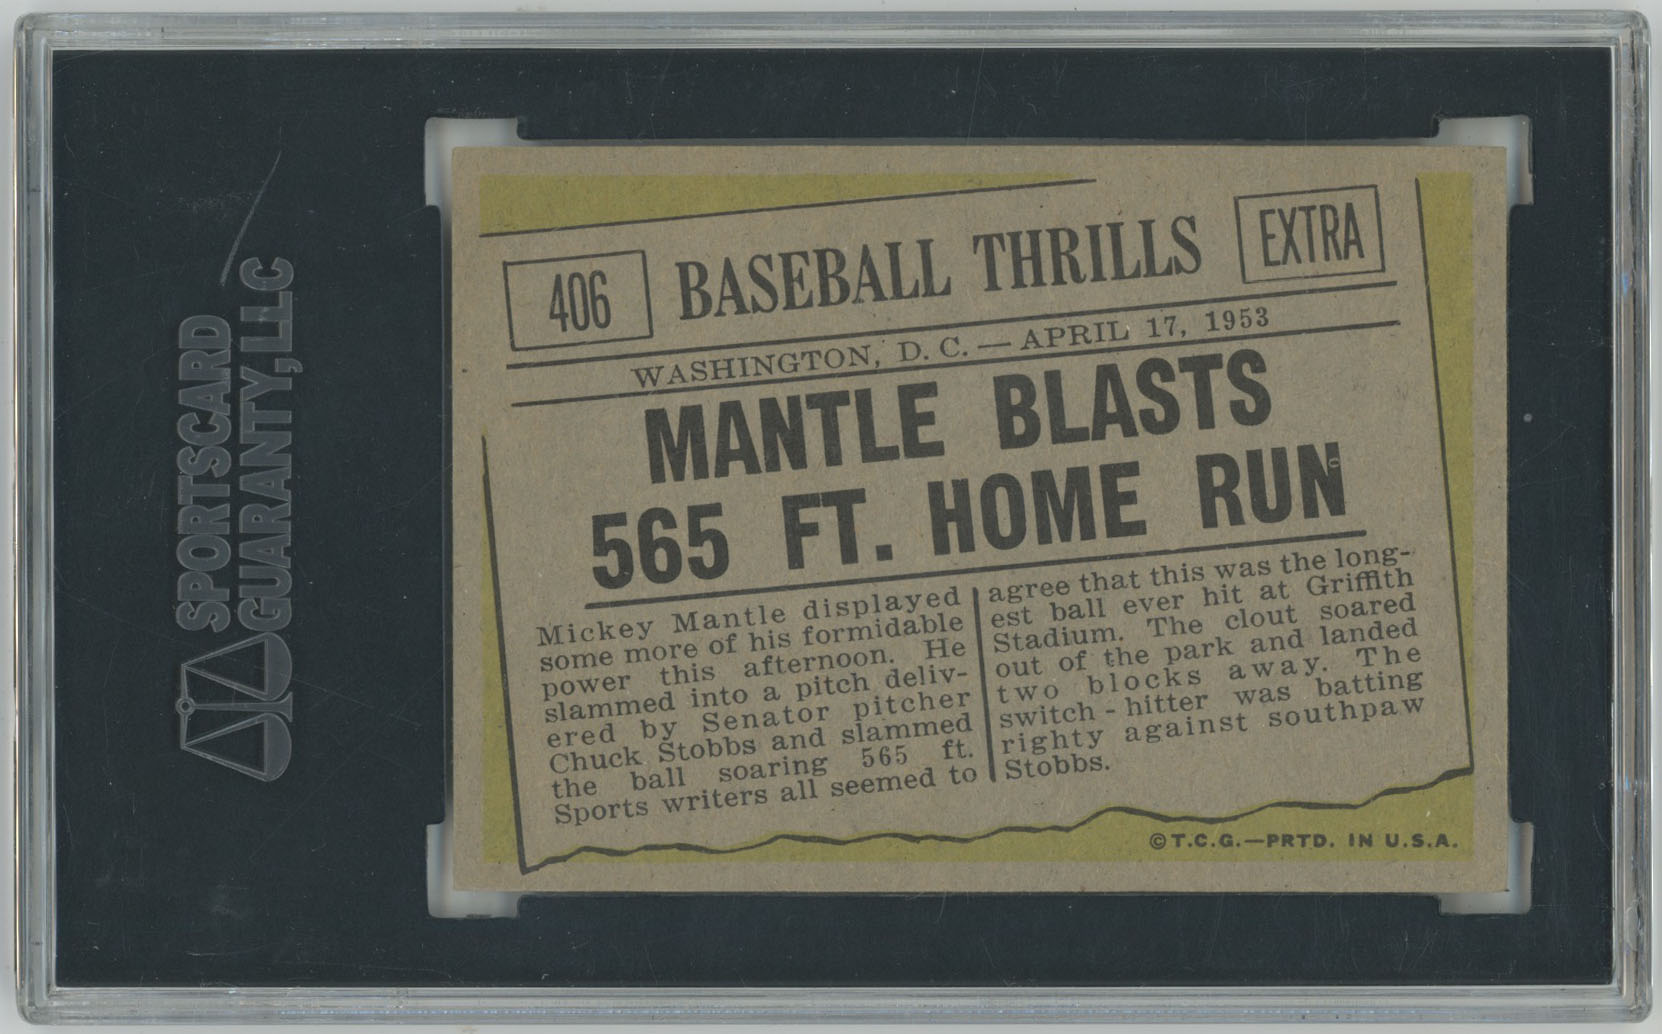 SPORTSCARD
GUARANTY, LLC
406
BASEBALL THRILLS
EXTRA
WASHINGTON, D. C. — APRIL 17, 1953
MANTLE BLASTS
565 FT. HOME RUN
Mickey Mantle displayed
some more of his formidable
power this afternoon. He
slammed into a pitch deliv-
ered by Senator pitcher
Chuck Stobbs and slammed
the ball soaring 565 ft.
Sports writers all seemed to
agree that this was the long-
est ball ever hit at Griffith
Stadium. The clout soared
out of the park and landed
two blocks away. The
switch - hitter was batting
righty against southpaw
Stobbs.
© T.C.G.—PRTD. IN U.S.A.